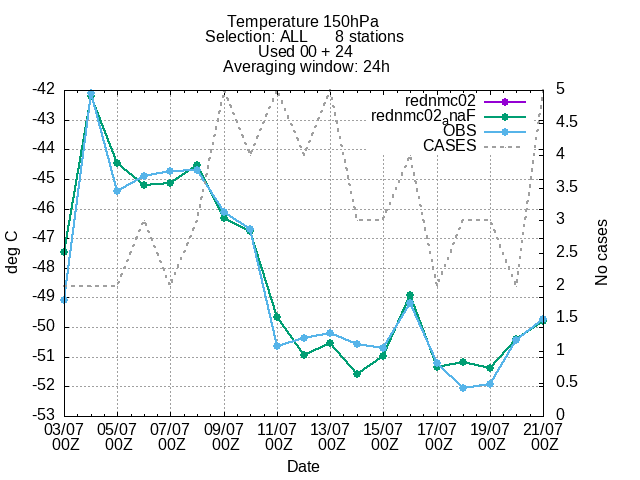 Temperature 150hPa
Selection: ALL 8 stations
Used 00 + 24
Averaging window: 24h
rednmc02
rednmc02anaF
OBS
CASES
-42
-43
-44
-45
-46
-47
-48
-49
-50
-51
-52
-53
5
4.5
4
3.5
3
2.5
2
1.5
1
0.5
0
deg C
No cases
03/07 05/07 07/07 09/07 11/07 13/07 15/07 17/07 19/07 21/07
00Z 00Z 00Z 00Z 00Z 00Z 00Z 00Z 00Z 00Z
Date